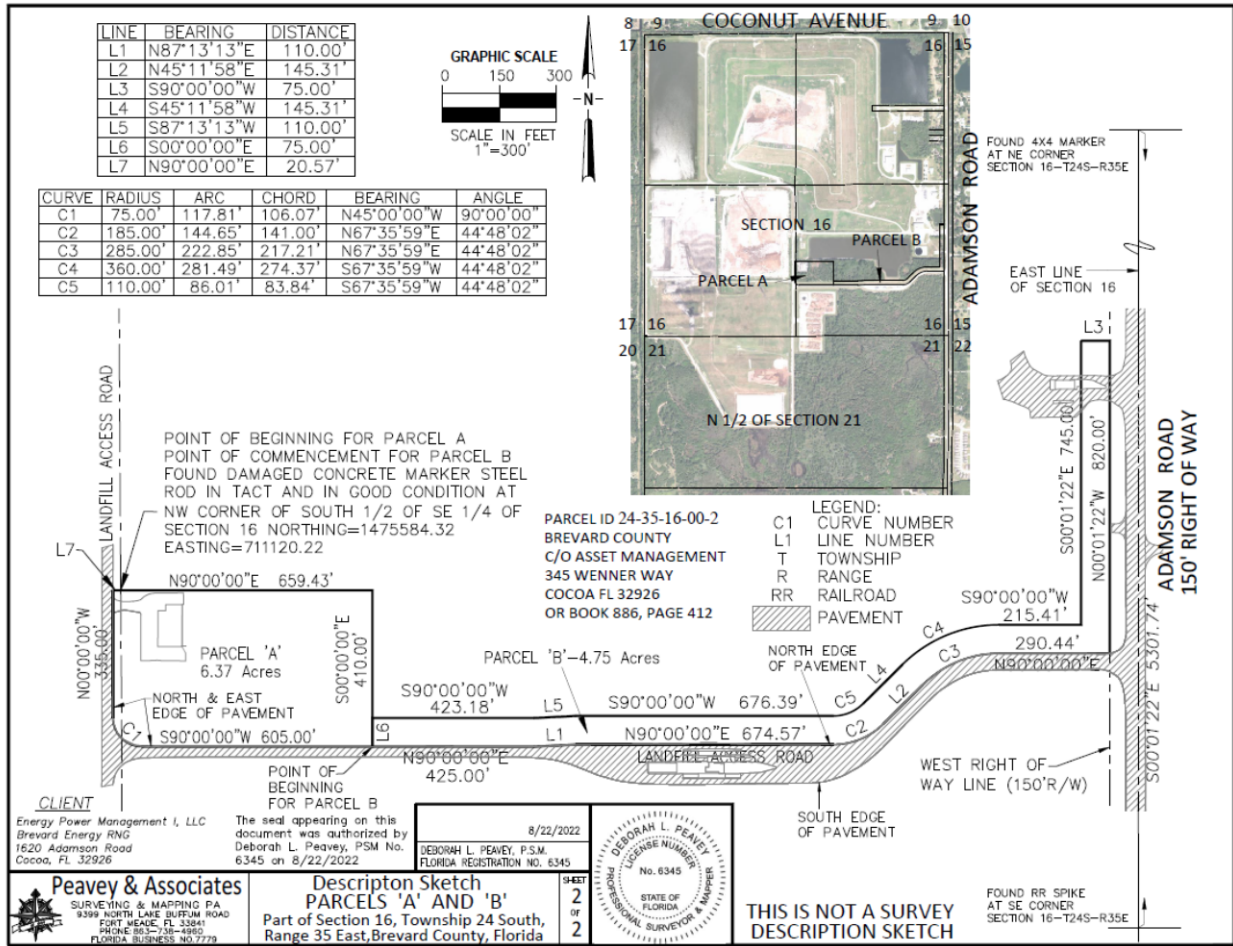 LINE BEARING DISTANCE
L1 N87°13'13"E 110.00'
L2 N45°11'58"E 145.31'
L3 S90°00'00"W 75.00'
L4 S45°11'58"W 145.31'
L5 S87°13'13"W 110.00'
L6 S00°00'00"E 75.00'
L7 N90°00'00"E 20.57'
CURVE RADIUS ARC CHORD BEARING ANGLE
C1 75.00' 117.81' 106.07' N45°00'00"W 90°00'00"
C2 185.00' 144.65' 141.00' N67°35'59"E 44°48'02"
C3 285.00' 222.85' 217.21' N67°35'59"E 44°48'02"
C4 360.00' 281.49' 274.37' S67°35'59"W 44°48'02"
C5 110.00' 86.01' 83.84' S67°35'59"W 44°48'02"
GRAPHIC SCALE
0 150 300
SCALE IN FEET
1"=300'
N
8 9 COCONUT AVENUE 9 10
17 16 16 15
SECTION 16
PARCEL B
PARCEL A
ADAMSON ROAD
17 16 16 15
20 21 21 22
N 1/2 OF SECTION 21
FOUND 4X4 MARKER
AT NE CORNER
SECTION 16-T24S-R35E
EAST LINE
OF SECTION 16
L3
S00°01'22"E 745.00'
N00°01'22"W 820.00'
ADAMSON ROAD
150' RIGHT OF WAY
S00°01'22"E 5301.74'
LANDFILL ACCESS ROAD
POINT OF BEGINNING FOR PARCEL A
POINT OF COMMENCEMENT FOR PARCEL B
FOUND DAMAGED CONCRETE MARKER STEEL
ROD IN TACT AND IN GOOD CONDITION AT
NW CORNER OF SOUTH 1/2 OF SE 1/4 OF
SECTION 16 NORTHING=1475584.32
EASTING=711120.22
L7
N90°00'00"E 659.43'
N00°00'00"W
335.00'
PARCEL 'A'
6.37 Acres
S00°00'00"E
410.00'
NORTH & EAST
EDGE OF PAVEMENT
C1
S90°00'00"W 605.00'
L6
PARCEL ID 24-35-16-00-2
BREVARD COUNTY
C/O ASSET MANAGEMENT
345 WENNER WAY
COCOA FL 32926
OR BOOK 886, PAGE 412
LEGEND:
C1 CURVE NUMBER
L1 LINE NUMBER
T TOWNSHIP
R RANGE
RR RAILROAD
PAVEMENT
S90°00'00"W
215.41'
290.44'
N90°00'00"E
PARCEL 'B'-4.75 Acres
NORTH EDGE
OF PAVEMENT
C4
C3
L4
L2
S90°00'00"W
423.18'
L5
S90°00'00"W 676.39'
C5
L1
N90°00'00"E 674.57'
C2
N90°00'00"E
425.00'
LANDFILL ACCESS ROAD
POINT OF
BEGINNING
FOR PARCEL B
WEST RIGHT OF
WAY LINE (150'R/W)
SOUTH EDGE
OF PAVEMENT
CLIENT
Energy Power Management I, LLC
Brevard Energy RNG
1620 Adamson Road
Cocoa, FL 32926
The seal appearing on this
document was authorized by
Deborah L. Peavey, PSM No.
6345 on 8/22/2022
8/22/2022
DEBORAH L. PEAVEY, P.S.M.
FLORIDA REGISTRATION NO. 6345
DEBORAH L. PEAVEY
LICENSE NUMBER
No. 6345
STATE OF
FLORIDA
PROFESSIONAL SURVEYOR & MAPPER
FOUND RR SPIKE
AT SE CORNER
SECTION 16-T24S-R35E
THIS IS NOT A SURVEY
DESCRIPTION SKETCH
Peavey & Associates
SURVEYING & MAPPING PA
9399 NORTH LAKE BUFFUM ROAD
FORT MEADE, FL 33841
PHONE: 863-738-4960
FLORIDA BUSINESS NO.7779
Descripton Sketch
PARCELS 'A' AND 'B'
Part of Section 16, Township 24 South,
Range 35 East,Brevard County, Florida
SHEET
2
OF
2